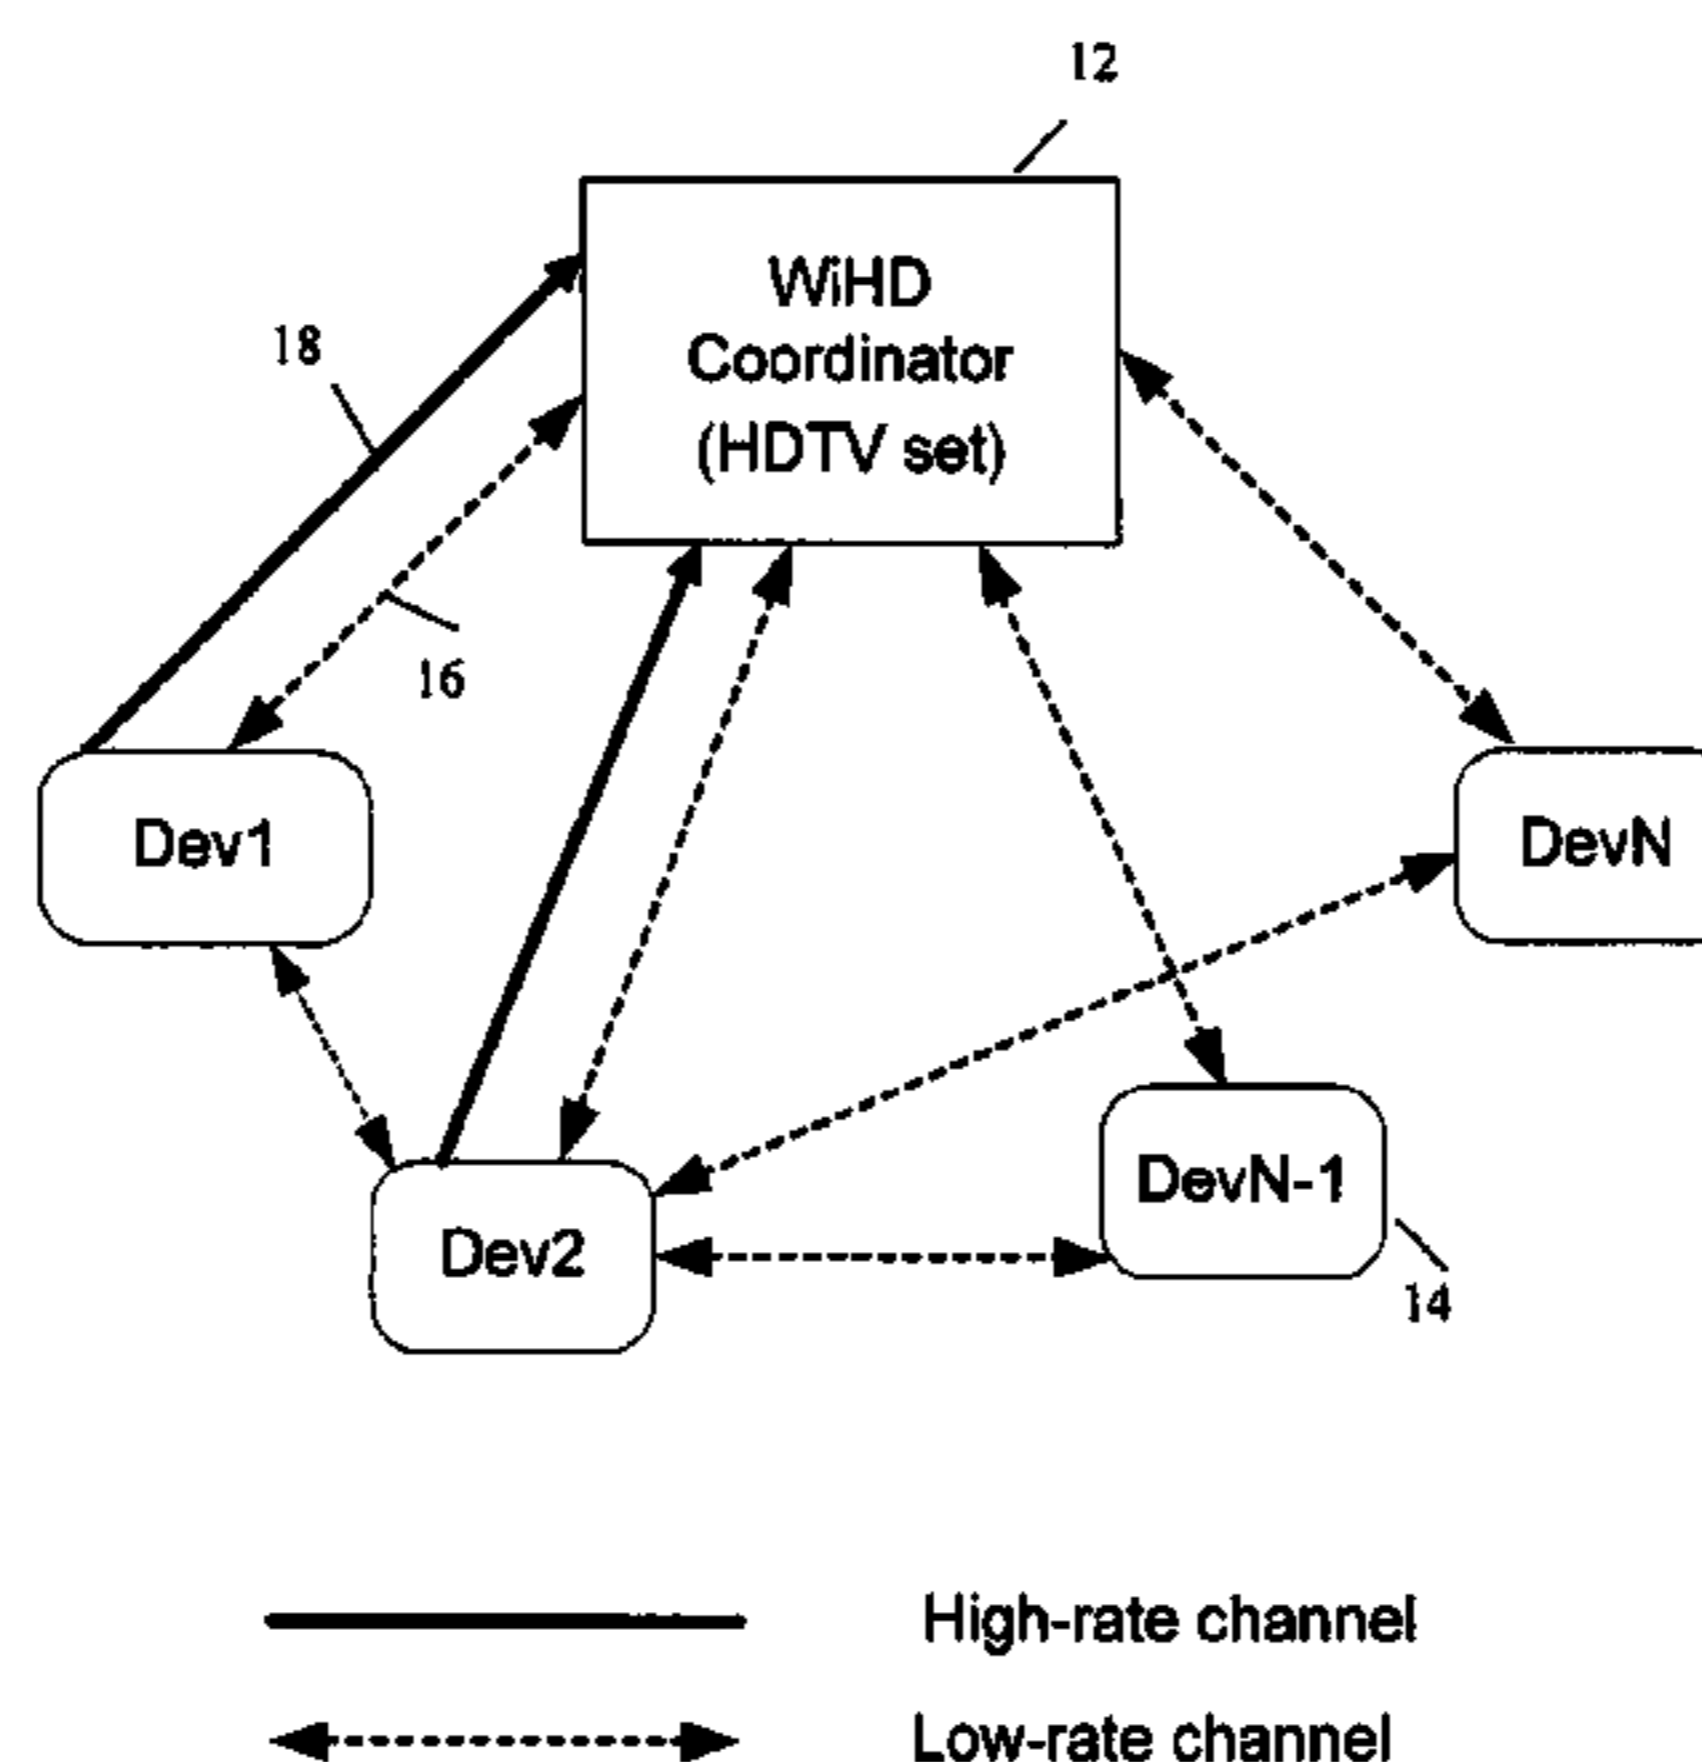 12
WiHD
Coordinator
(HDTV set)
18
16
Dev1
DevN
DevN-1
Dev2
14
High-rate channel
Low-rate channel